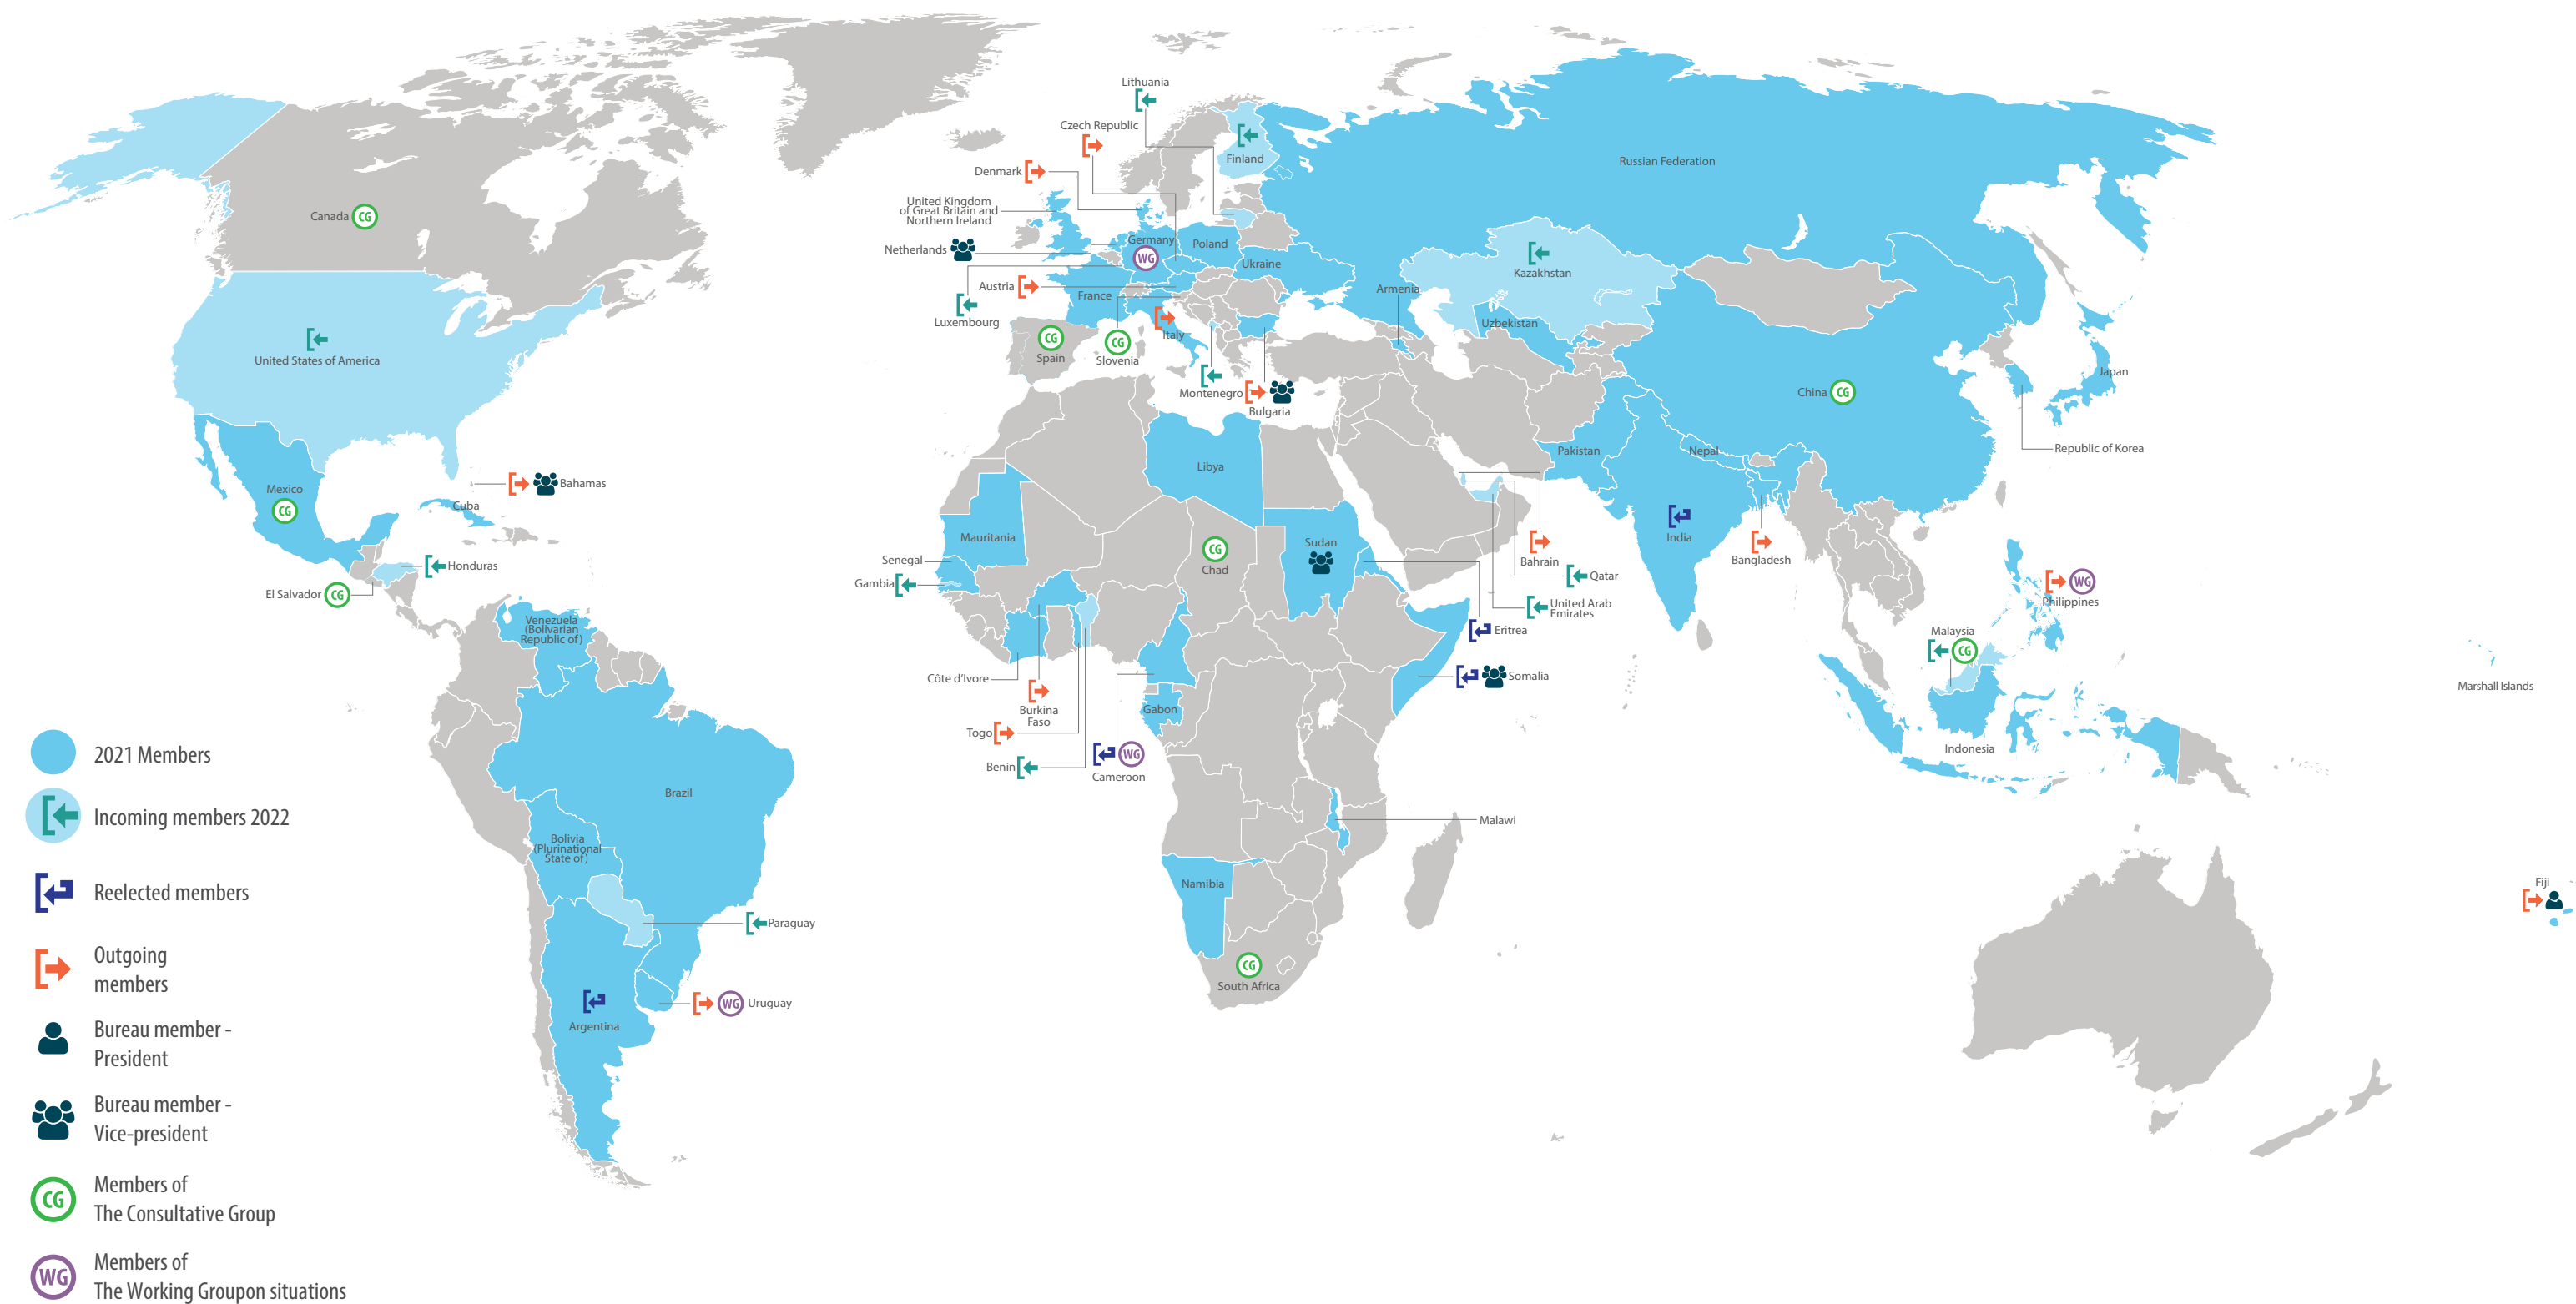 Lithuania
Czech Republic
Denmark
Finland
Russian Federation
United Kingdom
of Great Britain and
Northern Ireland
Canada
CG
Netherlands
Germany
WG
Poland
Ukraine
Kazakhstan
Austria
France
Armenia
Luxembourg
Uzbekistan
Italy
CG
Spain
CG
Slovenia
United States of America
Japan
Montenegro
Bulgaria
China
CG
Republic of Korea
Pakistan
Nepal
Libya
Bahamas
Mexico
CG
Cuba
India
Mauritania
Sudan
Senegal
CG
Chad
Bahrain
Bangladesh
Honduras
Gambia
Qatar
El Salvador
CG
WG
Philippines
United Arab
Emirates
Venezuela
(Bolivarian
Republic of)
Eritrea
Malaysia
CG
Côte d'Ivore
Somalia
Marshall Islands
Burkina
Faso
Gabon
Togo
Indonesia
Benin
WG
Cameroon
Brazil
Malawi
Bolivia
(Plurinational
State of)
Namibia
Fiji
Paraguay
CG
South Africa
WG
Uruguay
Argentina
2021 Members
Incoming members 2022
Reelected members
Outgoing
members
Bureau member -
President
Bureau member -
Vice-president
CG
Members of
The Consultative Group
WG
Members of
The Working Groupon situations